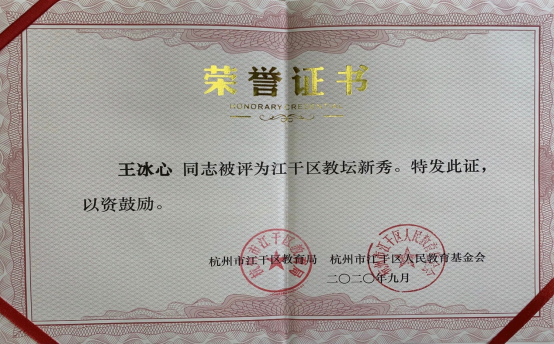 荣誉证书
HONORARY CREDENTIAL
王冰心 同志被评为江干区教坛新秀。特发此证，
以资鼓励。
杭州市江干区教育局 杭州市江干区人民教育基金会
二〇二〇年九月